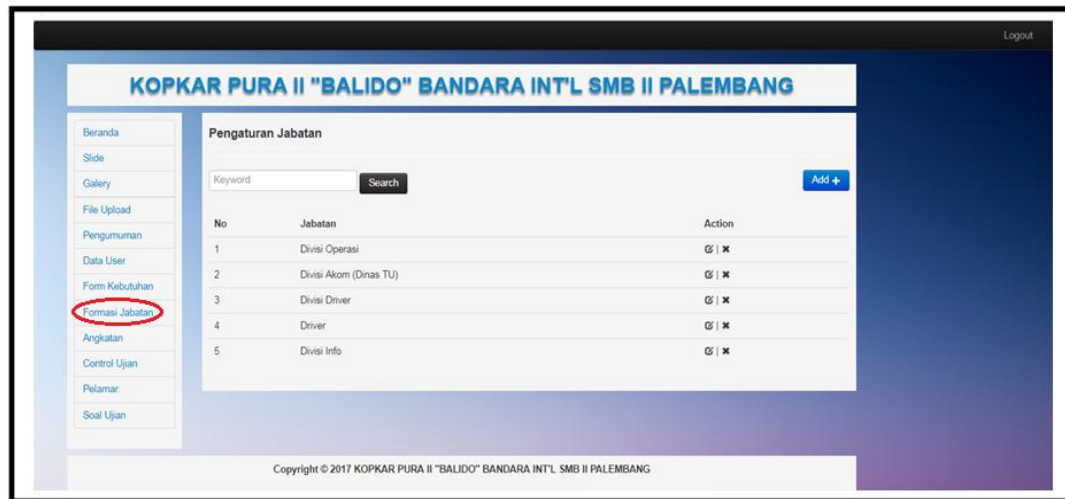 Logout
KOPKAR PURA II "BALIDO" BANDARA INT'L SMB II PALEMBANG
Beranda
Slide
Galery
File Upload
Pengumuman
Data User
Form Kebutuhan
Formasi Jabatan
Angkatan
Control Ujian
Pelamar.
Soal Ujian
Pengaturan Jabatan
Keyword Search Add +
No Jabatan Action
1 Divisi Operasi |
2 Divisi Akom (Dinas TU) |
3 Divisi Driver |
4 Driver |
5 Divisi Info |
Copyright © 2017 KOPKAR PURA II "BALIDO" BANDARA INT'L SMB II PALEMBANG